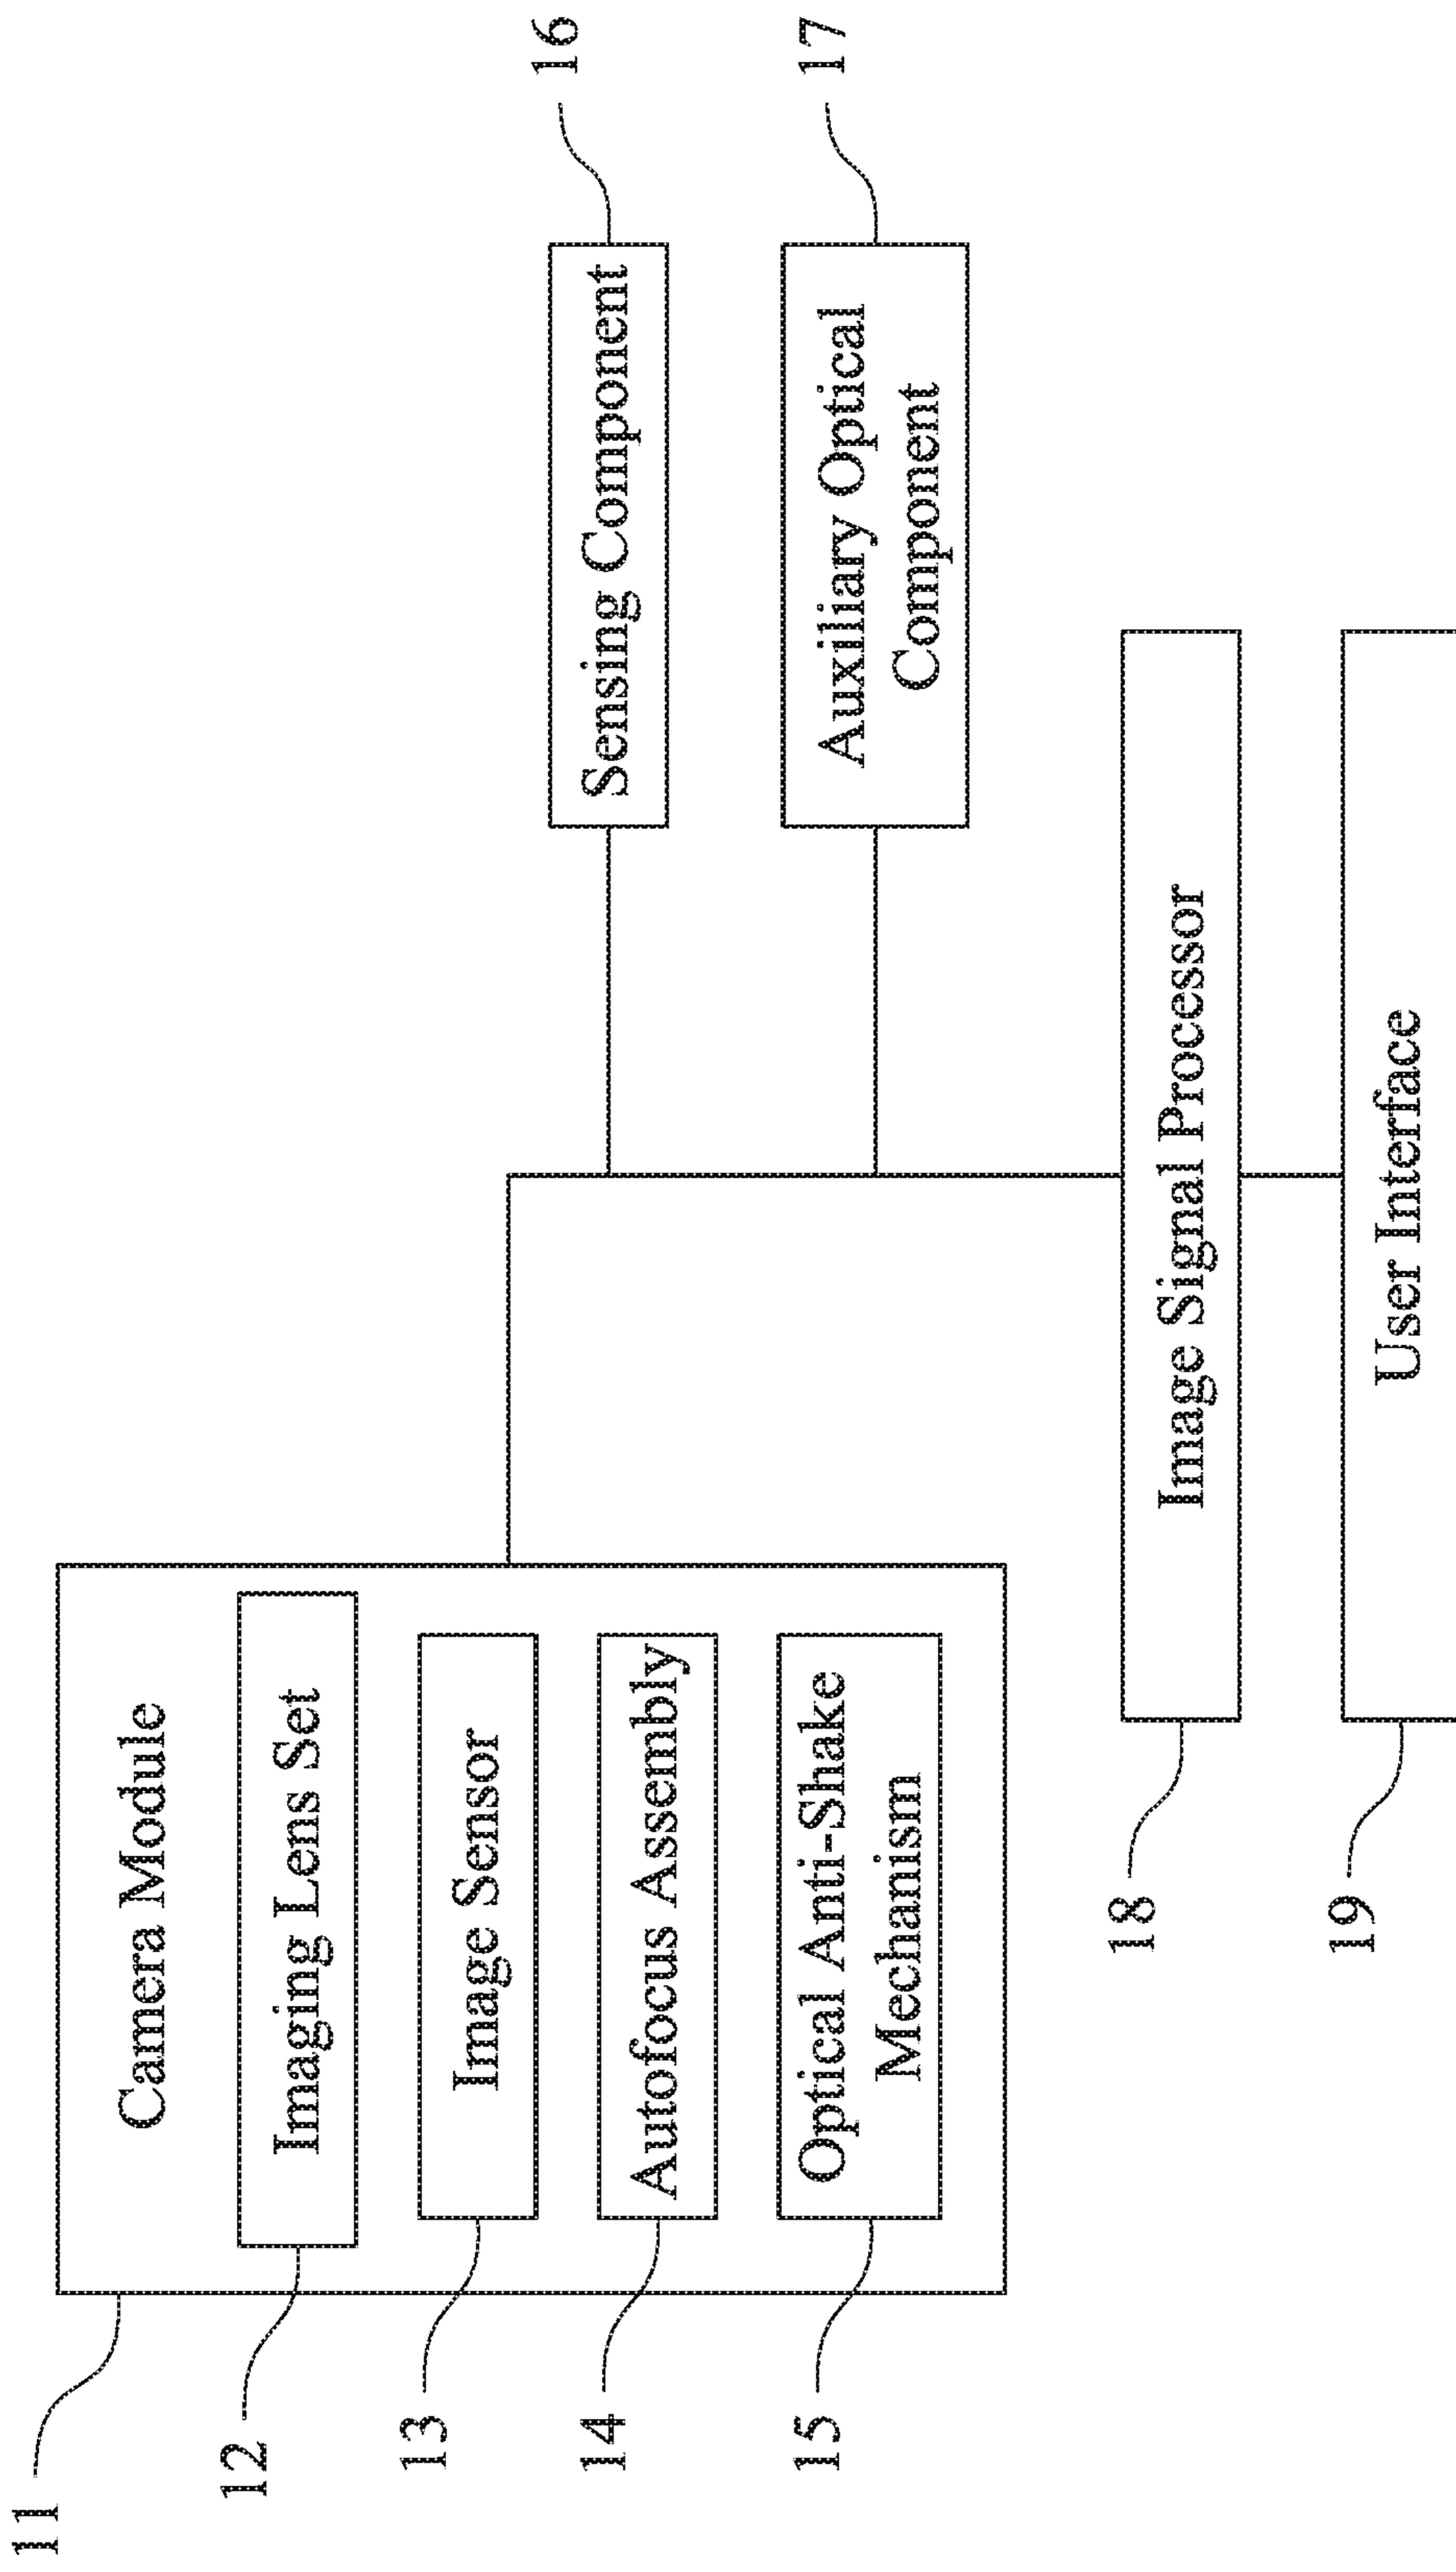 11
Camera Module
12
Imaging Lens Set
13
Image Sensor
14
Autofocus Assembly
15
Optical Anti-Shake
Mechanism
16
Sensing Component
17
Auxiliary Optical
Component
18
Image Signal Processor
19
User Interface